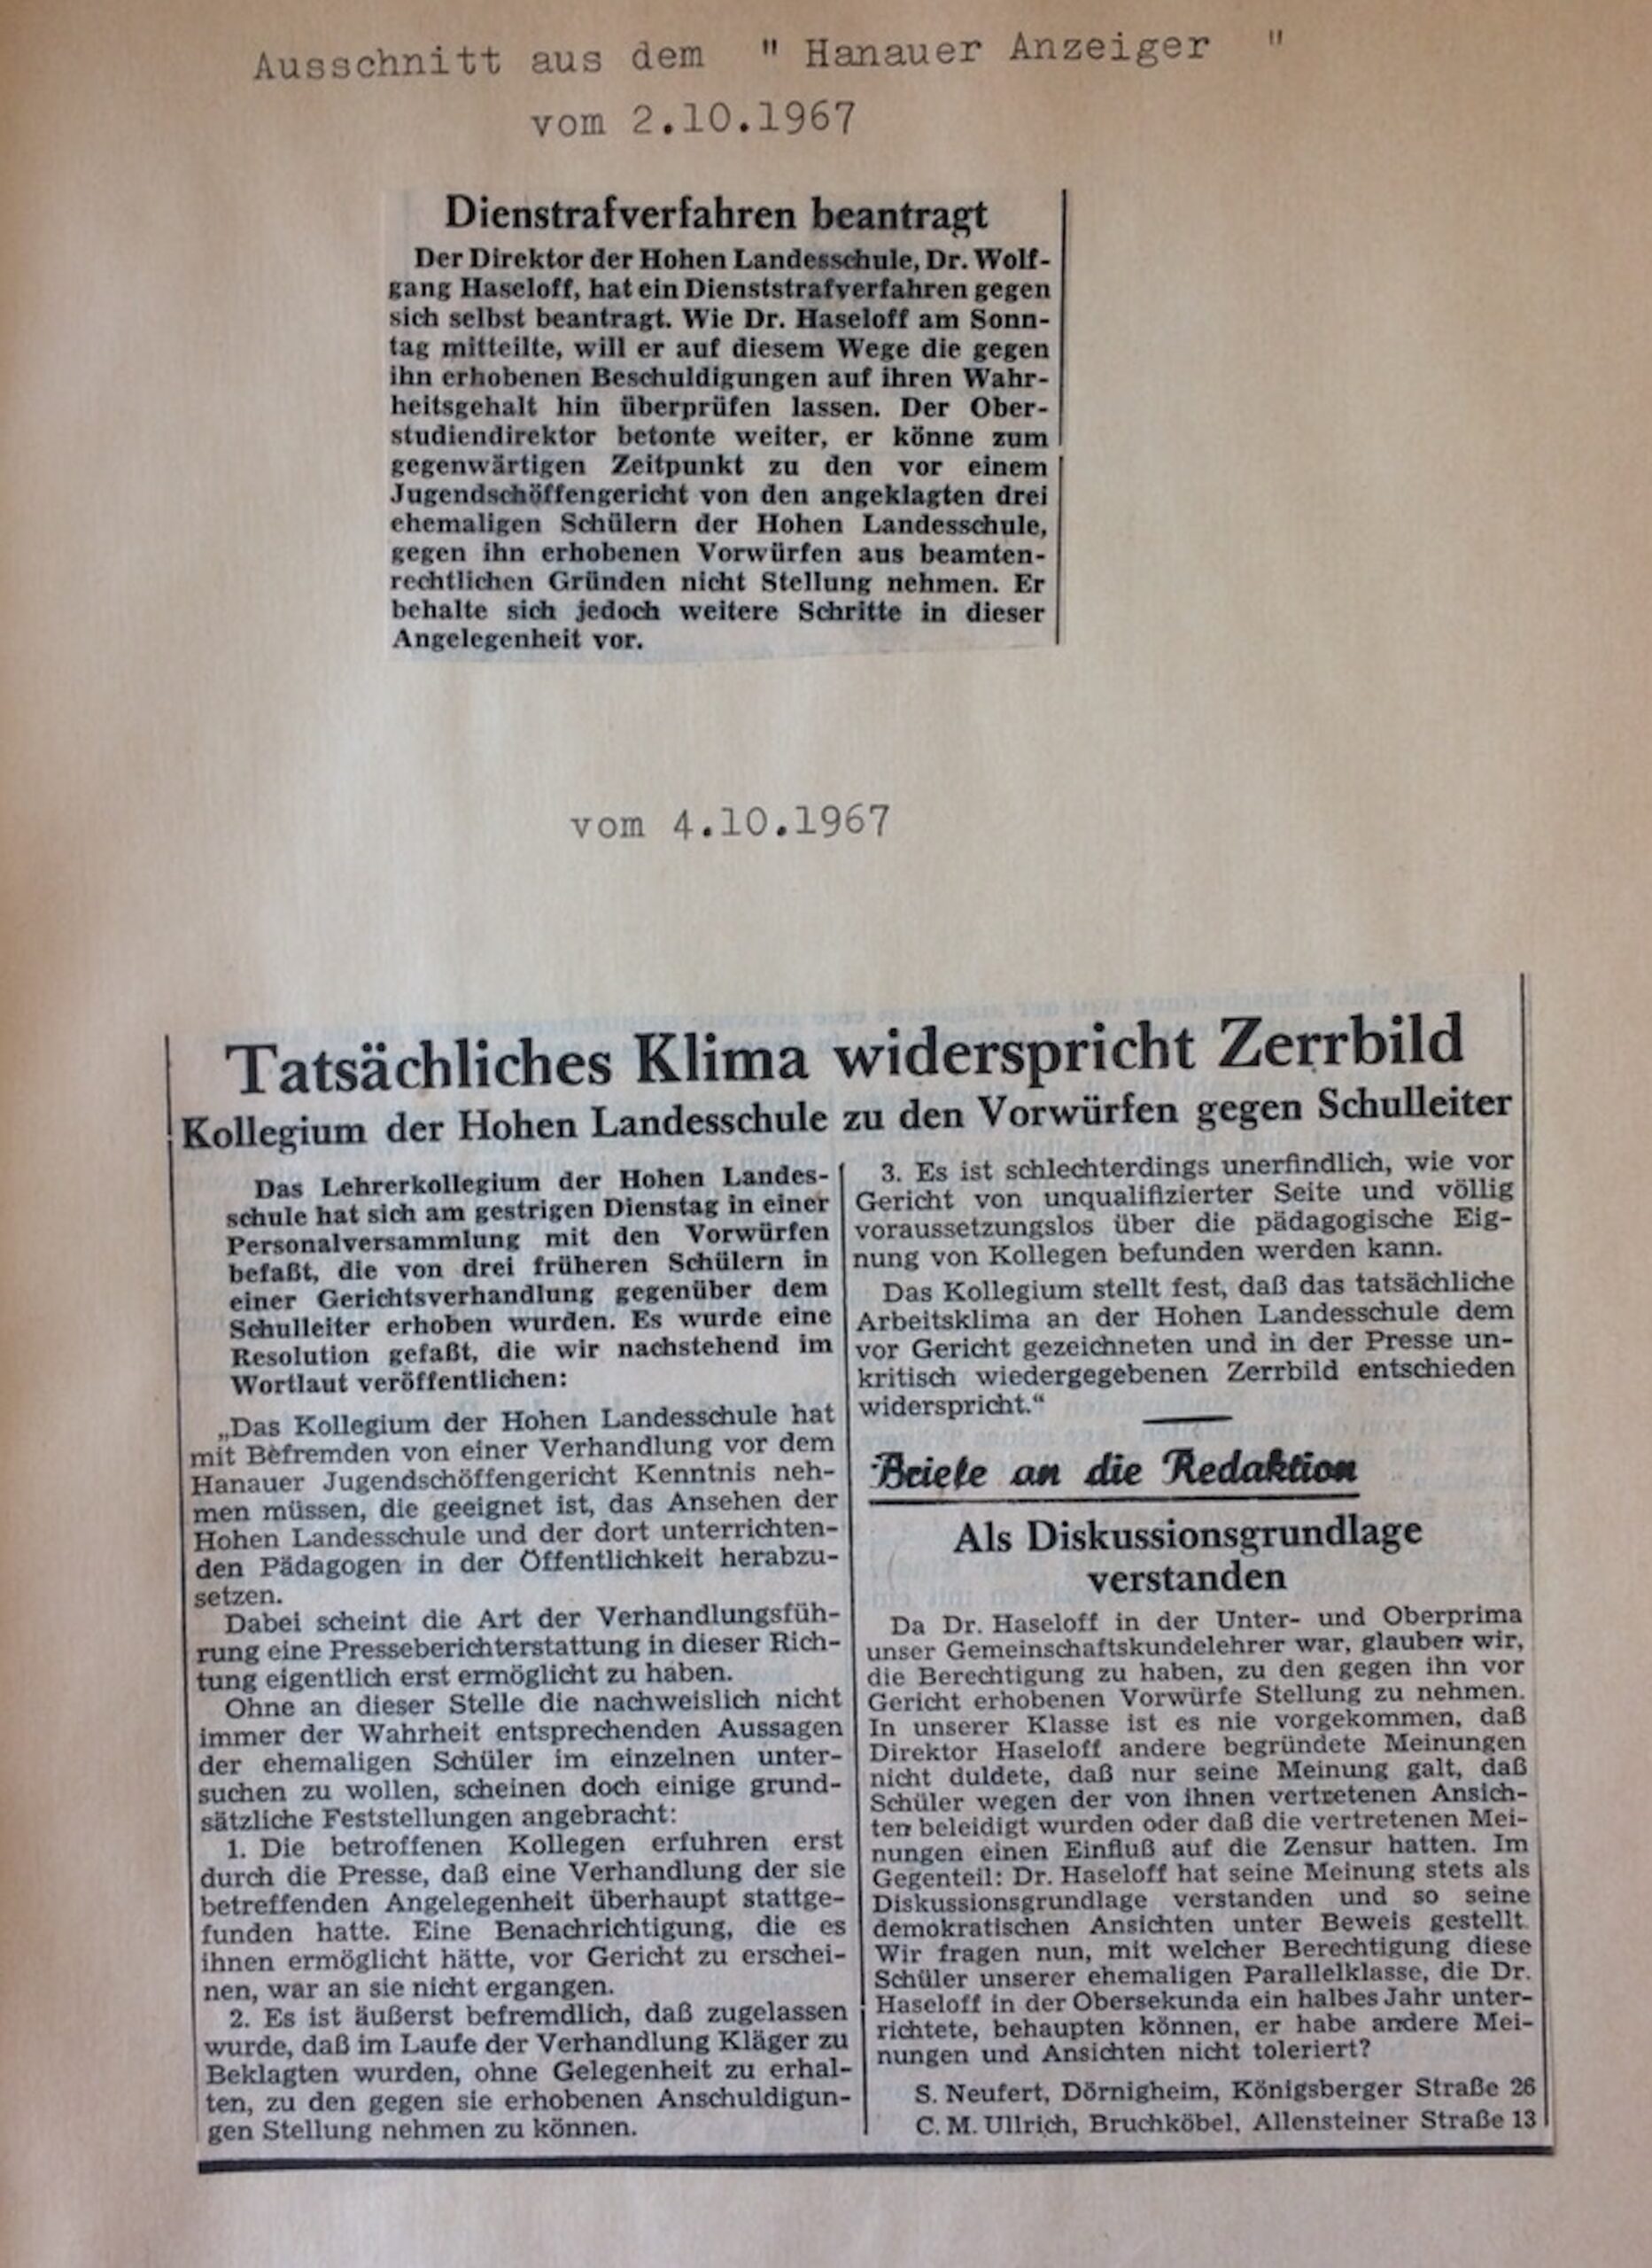 Ausschnitt aus dem " Hanauer Anzeiger "
vom 2.10.1967
Dienstrafverfahren beantragt
Der Direktor der Hohen Landesschule, Dr. Wolf-
gang Haseloff, hat ein Dienststrafverfahren gegen
sich selbst beantragt. Wie Dr. Haseloff am Sonn-
tag mitteilte, will er auf diesem Wege die gegen
ihn erhobenen Beschuldigungen auf ihren Wahr-
heitsgehalt hin überprüfen lassen. Der Ober-
studiendirektor betonte weiter, er könne zum
gegenwärtigen Zeitpunkt zu den vor einem
Jugendschöffengericht von den angeklagten drei
ehemaligen Schülern der Hohen Landesschule,
gegen ihn erhobenen Vorwürfen aus beamten-
rechtlichen Gründen nicht Stellung nehmen. Er
behalte sich jedoch weitere Schritte in dieser
Angelegenheit vor.
vom 4.10.1967
Tatsächliches Klima widerspricht Zerrbild
Kollegium der Hohen Landesschule zu den Vorwürfen gegen Schulleiter
Das Lehrerkollegium der Hohen Landes-
schule hat sich am gestrigen Dienstag in einer
Personalversammlung mit den Vorwürfen
befaßt, die von drei früheren Schülern in
einer Gerichtsverhandlung gegenüber dem
Schulleiter erhoben wurden. Es wurde eine
Resolution gefaßt, die wir nachstehend im
Wortlaut veröffentlichen:
„Das Kollegium der Hohen Landesschule hat
mit Befremden von einer Verhandlung vor dem
Hanauer Jugendschöffengericht Kenntnis neh-
men müssen, die geeignet ist, das Ansehen der
Hohen Landesschule und der dort unterrichten-
den Pädagogen in der Öffentlichkeit herabzu-
setzen.
Dabei scheint die Art der Verhandlungsfüh-
rung eine Presseberichterstattung in dieser Rich-
tung eigentlich erst ermöglicht zu haben.
Ohne an dieser Stelle die nachweislich nicht
immer der Wahrheit entsprechenden Aussagen
der ehemaligen Schüler im einzelnen unter-
suchen zu wollen, scheinen doch einige grund-
sätzliche Feststellungen angebracht:
1. Die betroffenen Kollegen erfuhren erst
durch die Presse, daß eine Verhandlung der sie
betreffenden Angelegenheit überhaupt stattge-
funden hatte. Eine Benachrichtigung, die es
ihnen ermöglicht hätte, vor Gericht zu erschei-
nen, war an sie nicht ergangen.
2. Es ist äußerst befremdlich, daß zugelassen
wurde, daß im Laufe der Verhandlung Kläger zu
Beklagten wurden, ohne Gelegenheit zu erhal-
ten, zu den gegen sie erhobenen Anschuldigun-
gen Stellung nehmen zu können.
3. Es ist schlechterdings unerfindlich, wie vor
Gericht von unqualifizierter Seite und völlig
voraussetzungslos über die pädagogische Eig-
nung von Kollegen befunden werden kann.
Das Kollegium stellt fest, daß das tatsächliche
Arbeitsklima an der Hohen Landesschule dem
vor Gericht gezeichneten und in der Presse un-
kritisch wiedergegebenen Zerrbild entschieden
widerspricht.“
Briefe an die Redaktion
Als Diskussionsgrundlage
verstanden
Da Dr. Haseloff in der Unter- und Oberprima
unser Gemeinschaftskundelehrer war, glauben wir,
die Berechtigung zu haben, zu den gegen ihn vor
Gericht erhobenen Vorwürfe Stellung zu nehmen.
In unserer Klasse ist es nie vorgekommen, daß
Direktor Haseloff andere begründete Meinungen
nicht duldete, daß nur seine Meinung galt, daß
Schüler wegen der von ihnen vertretenen Ansich-
ten beleidigt wurden oder daß die vertretenen Mei-
nungen einen Einfluß auf die Zensur hatten. Im
Gegenteil: Dr. Haseloff hat seine Meinung stets als
Diskussionsgrundlage verstanden und so seine
demokratischen Ansichten unter Beweis gestellt.
Wir fragen nun, mit welcher Berechtigung diese
Schüler unserer ehemaligen Parallelklasse, die Dr.
Haseloff in der Obersekunda ein halbes Jahr unter-
richtete, behaupten können, er habe andere Mei-
nungen und Ansichten nicht toleriert?
S. Neufert, Dörnigheim, Königsberger Straße 26
C. M. Ullrich, Bruchköbel, Allensteiner Straße 13